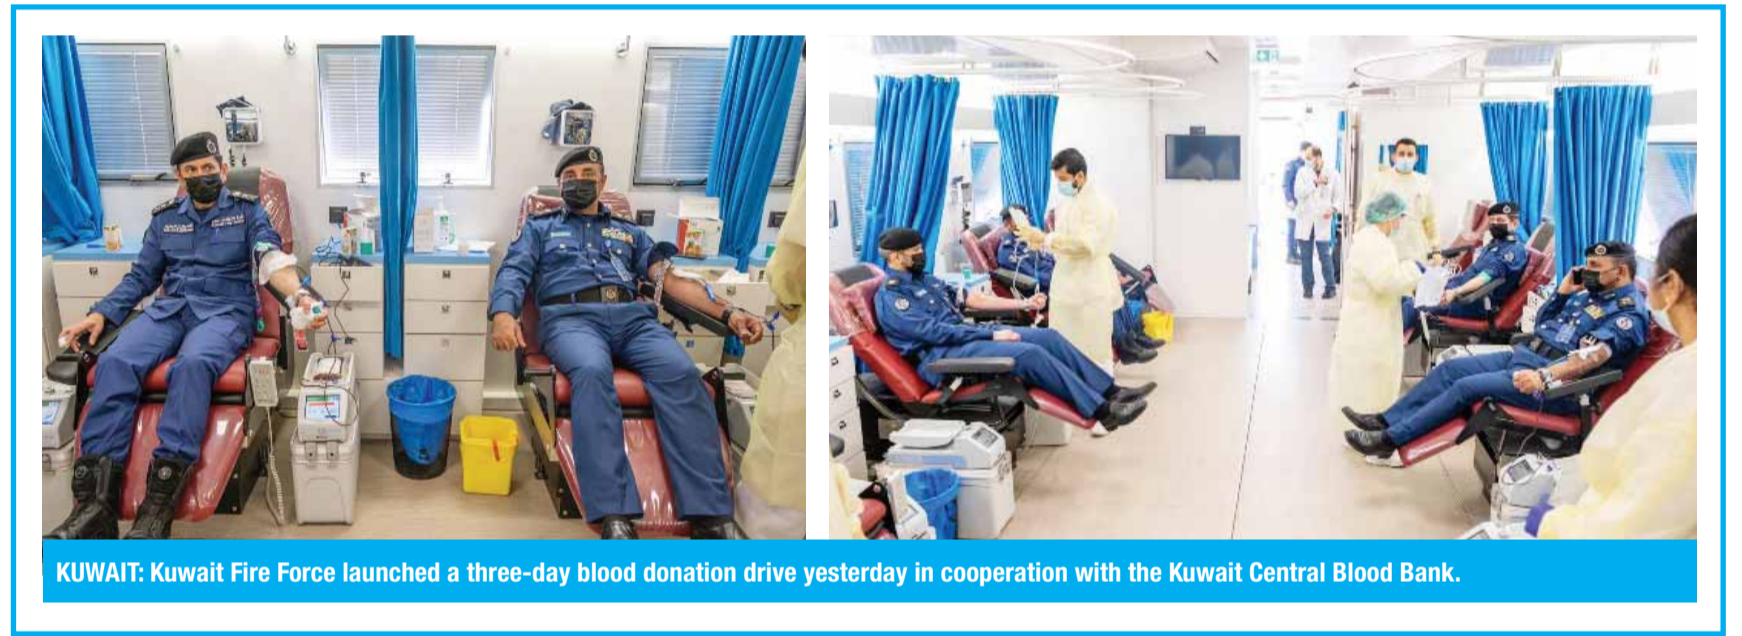 KUWAIT: Kuwait Fire Force launched a three-day blood donation drive yesterday in cooperation with the Kuwait Central Blood Bank.